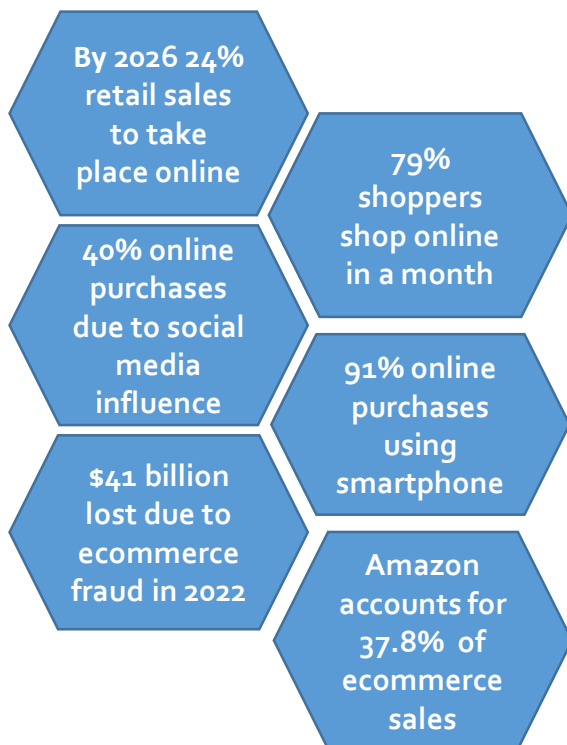 By 2026 24%
retail sales
to take
place online
79%
shoppers
shop online
in a month
40% online
purchases
due to social
media
influence
91% online
purchases
using
smartphone
$41 billion
lost due to
ecommerce
fraud in 2022
Amazon
accounts for
37.8% of
ecommerce
sales